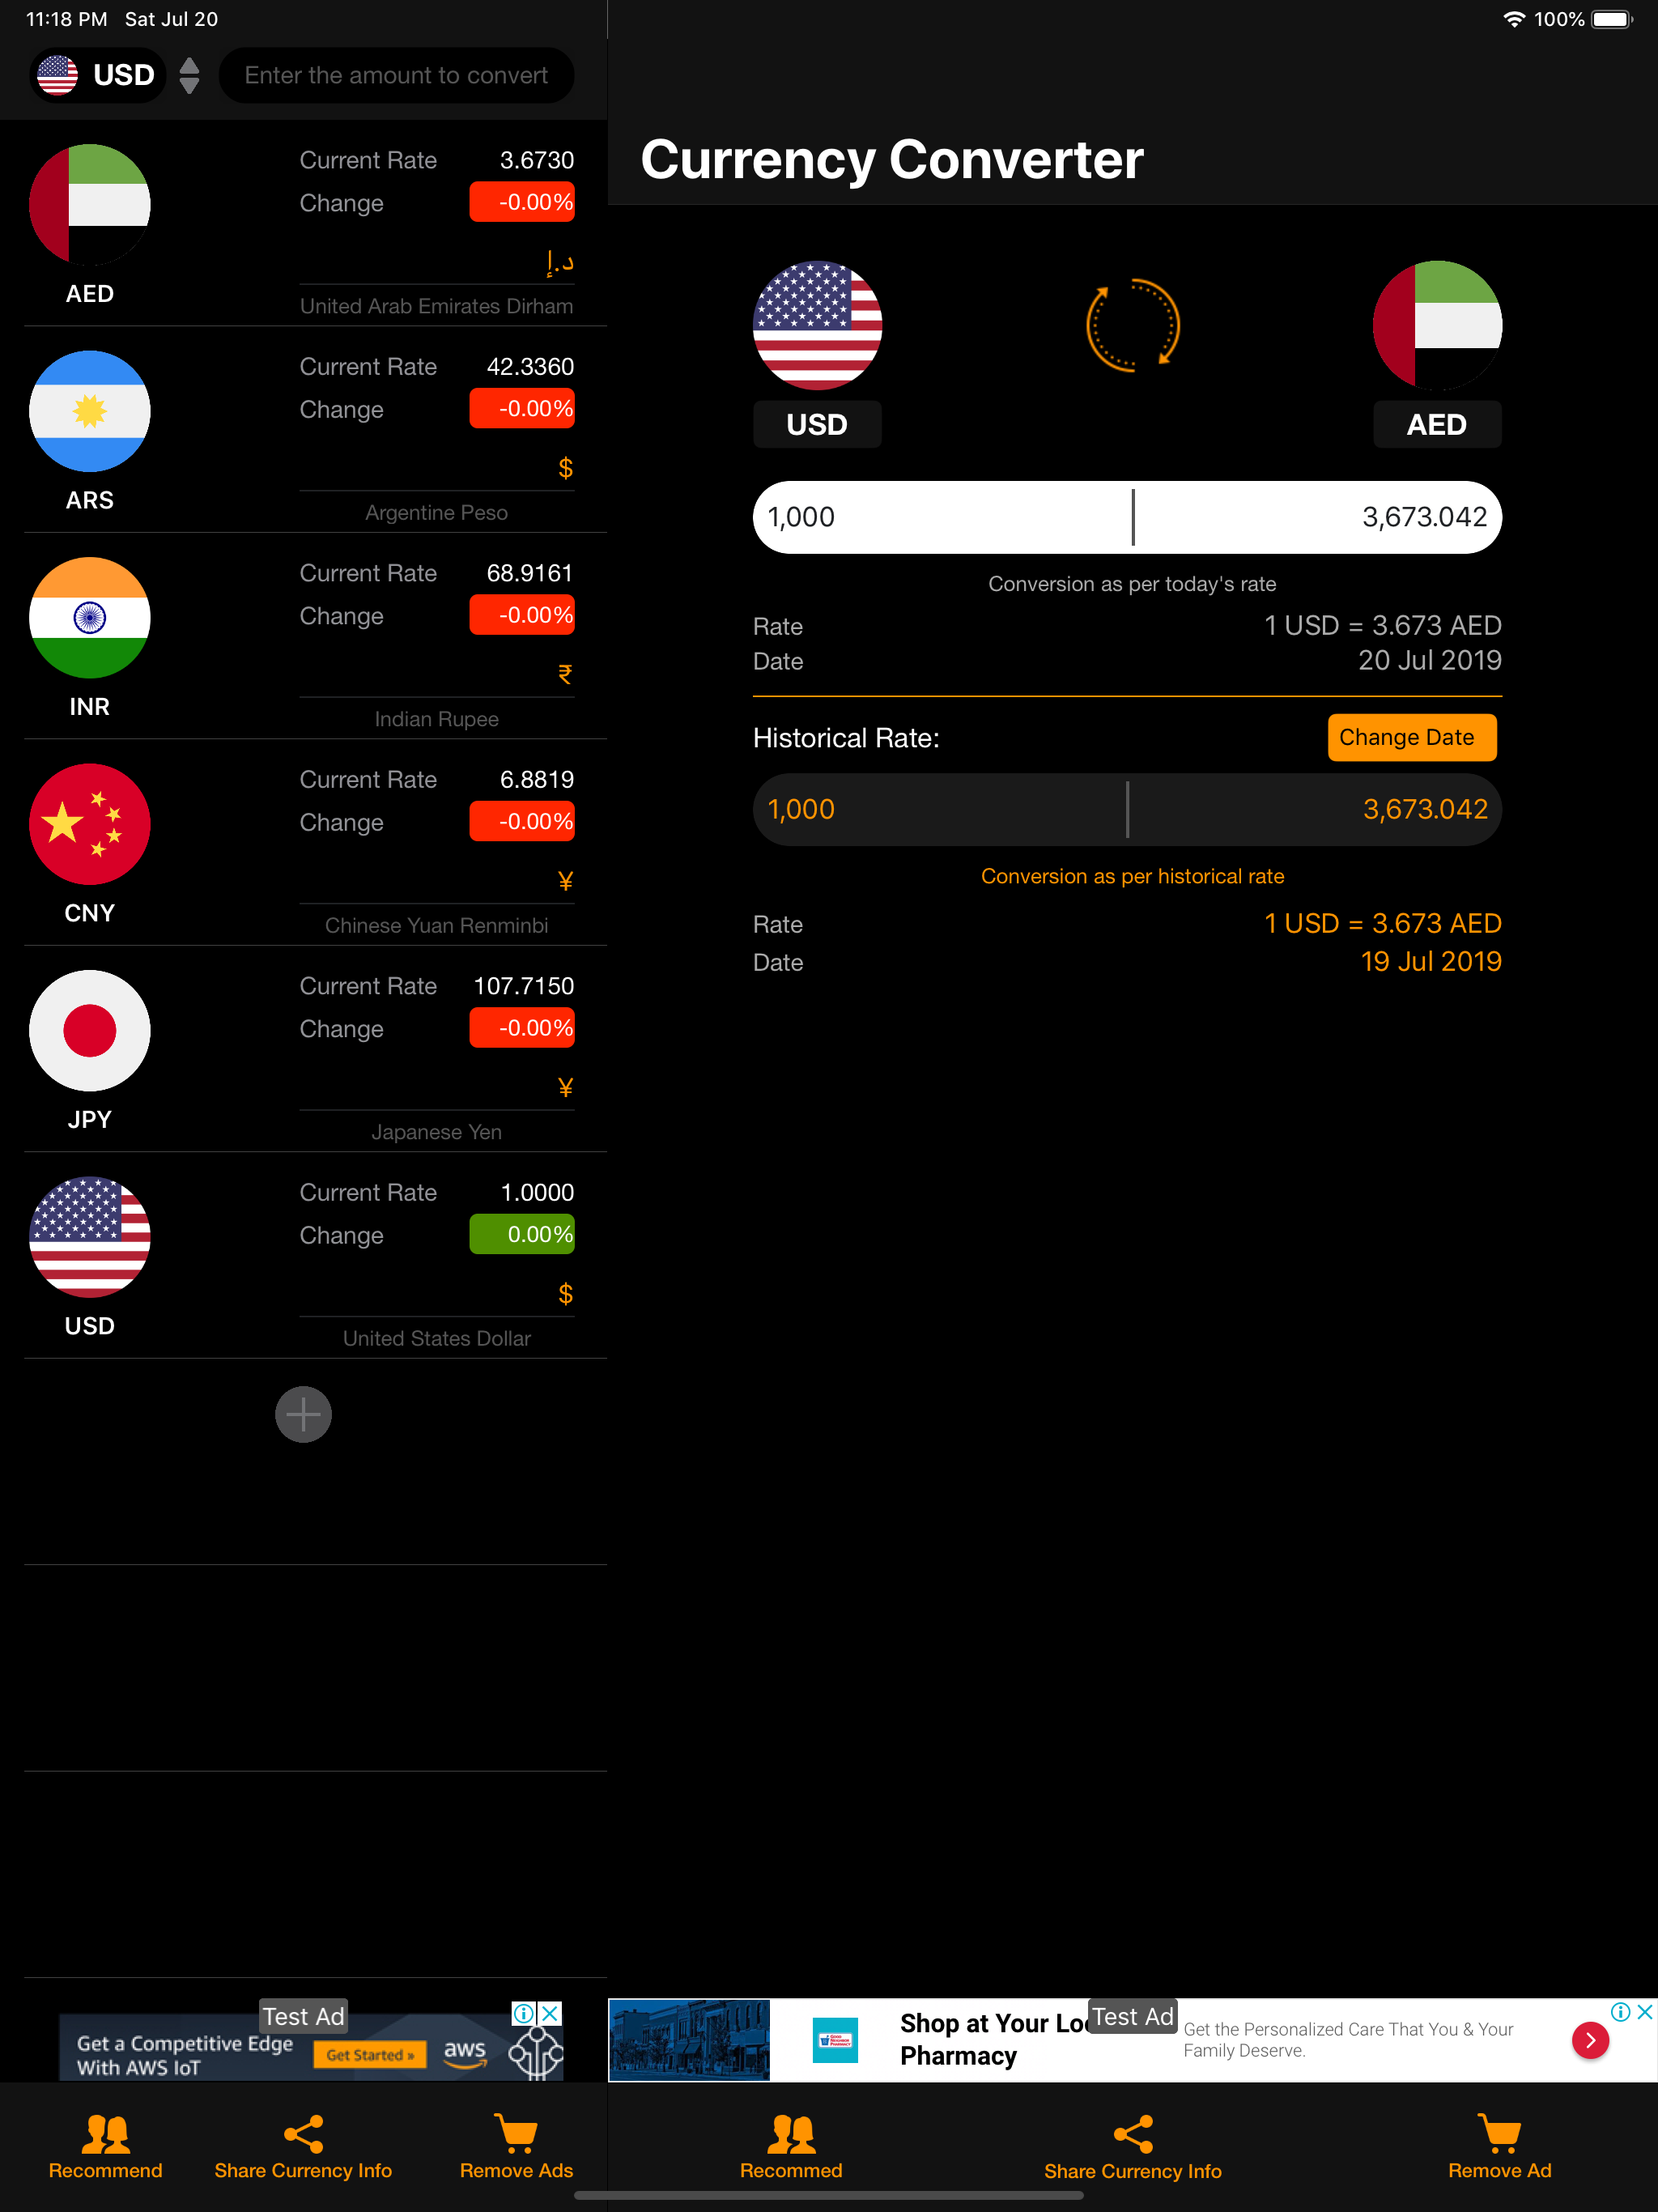 11:18 PM Sat Jul 20
100%
USD
Enter the amount to convert
AED
Current Rate 3.6730
Change -0.00%
د.إ
United Arab Emirates Dirham
ARS
Current Rate 42.3360
Change -0.00%
$
Argentine Peso
INR
Current Rate 68.9161
Change -0.00%
₹
Indian Rupee
CNY
Current Rate 6.8819
Change -0.00%
¥
Chinese Yuan Renminbi
JPY
Current Rate 107.7150
Change -0.00%
¥
Japanese Yen
USD
Current Rate 1.0000
Change 0.00%
$
United States Dollar
Test Ad
Get a Competitive Edge
With AWS IoT
Get Started »
aws
Recommend
Share Currency Info
Remove Ads
Currency Converter
USD
AED
1,000 3,673.042
Conversion as per today's rate
Rate 1 USD = 3.673 AED
Date 20 Jul 2019
Historical Rate:
Change Date
1,000 3,673.042
Conversion as per historical rate
Rate 1 USD = 3.673 AED
Date 19 Jul 2019
Test Ad
Shop at Your Loc
Pharmacy
Get the Personalized Care That You & Your
Family Deserve.
Recommed
Share Currency Info
Remove Ad